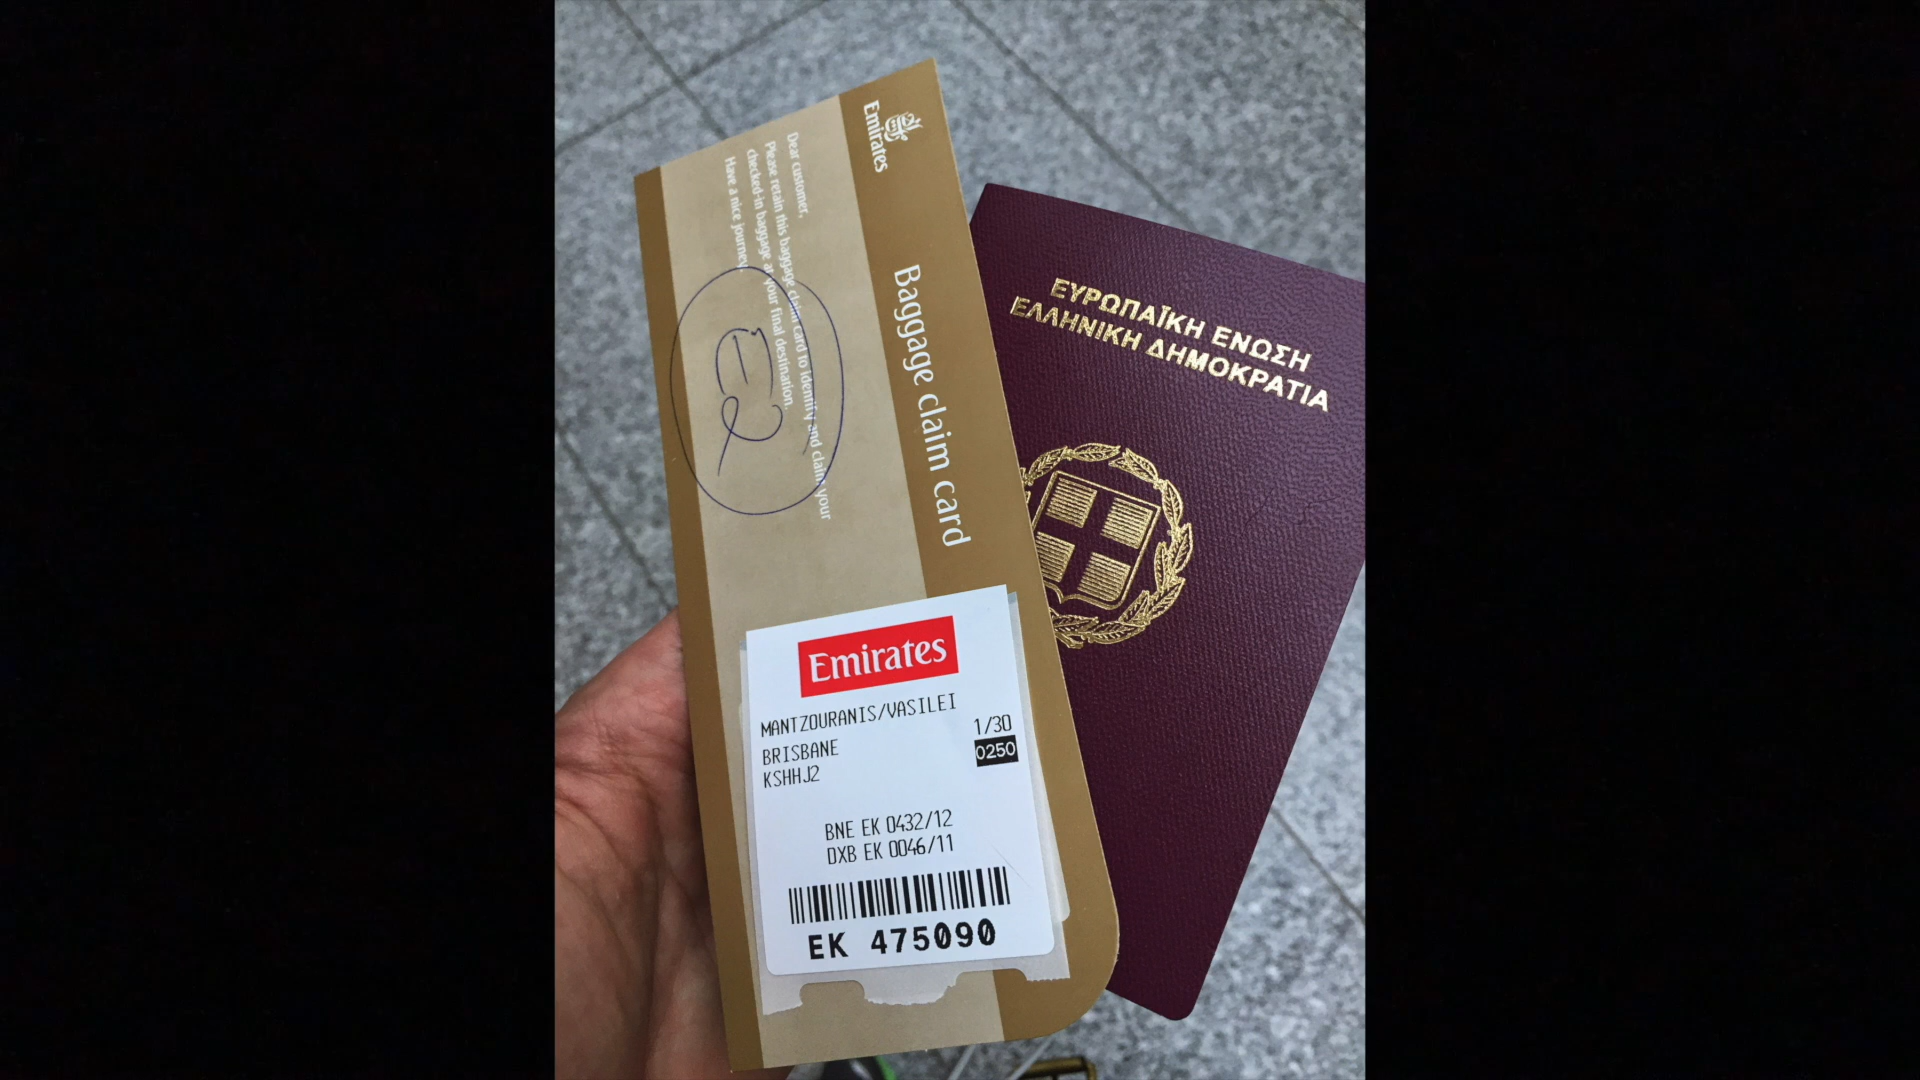 Emirates
Baggage claim card
Dear customer,
Please retain this baggage claim card to identify and claim your
checked-in baggage at your final destination.
Have a nice journey.
Emirates
MANTZOURANIS/VASILEI
1/30
BRISBANE
0250
KSHHJ2
BNE EK 0432/12
DXB EK 0046/11
EK 475090
ΕΥΡΩΠΑΪΚΗ ΕΝΩΣΗ
ΕΛΛΗΝΙΚΗ ΔΗΜΟΚΡΑΤΙΑ